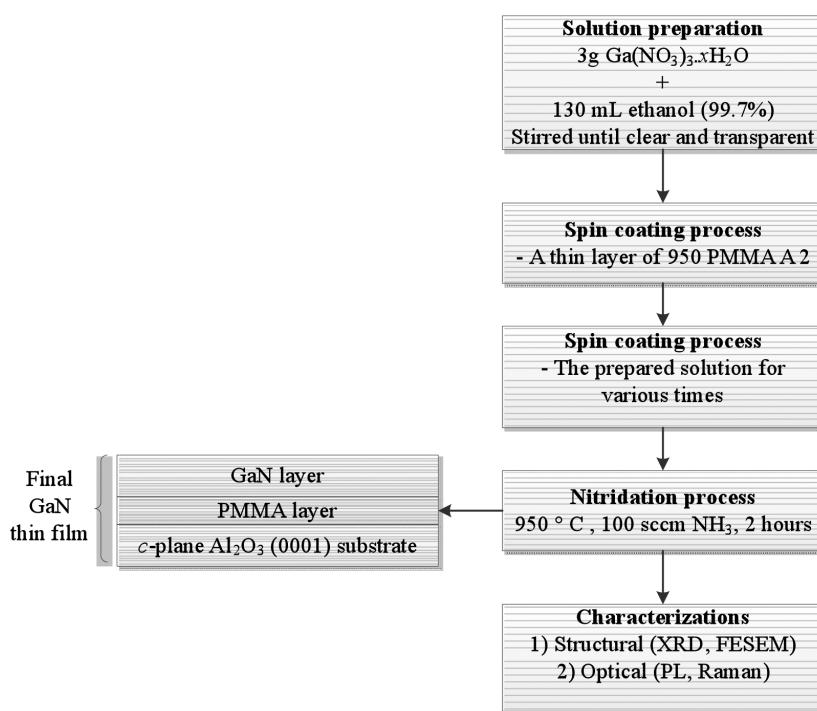 Solution preparation
3g Ga(NO₃)₃.xH₂O
+
130 mL ethanol (99.7%)
Stirred until clear and transparent
Spin coating process
- A thin layer of 950 PMMA A 2
Spin coating process
- The prepared solution for
various times
Nitridation process
950 ° C , 100 sccm NH₃, 2 hours
Final
GaN
thin film
GaN layer
PMMA layer
c-plane Al₂O₃ (0001) substrate
Characterizations
1) Structural (XRD, FESEM)
2) Optical (PL, Raman)